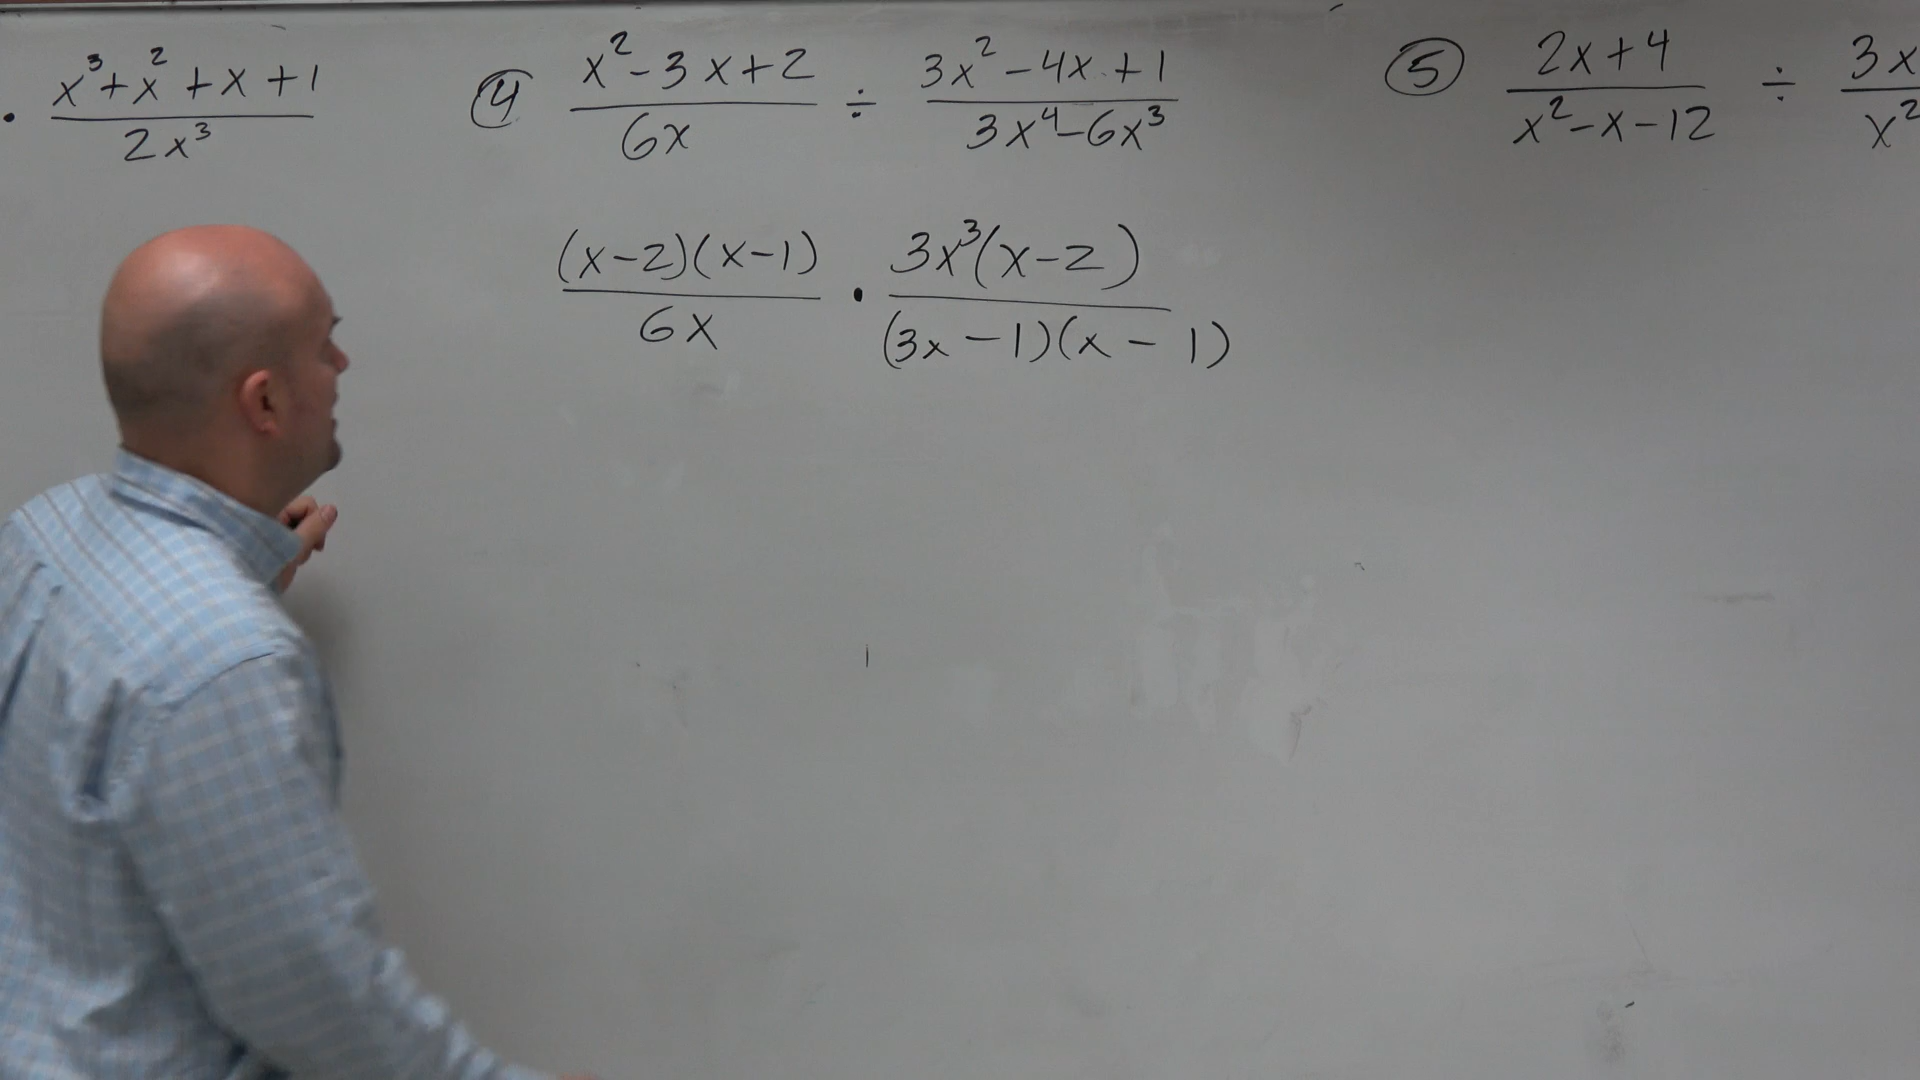 · x³+x²+x+1 / 2x³
④ x²-3x+2 / 6x ÷ 3x²-4x+1 / 3x⁴-6x³
(x-2)(x-1) / 6x · 3x³(x-2) / (3x-1)(x-1)
⑤ 2x+4 / x²-x-12 ÷ 3x / x²